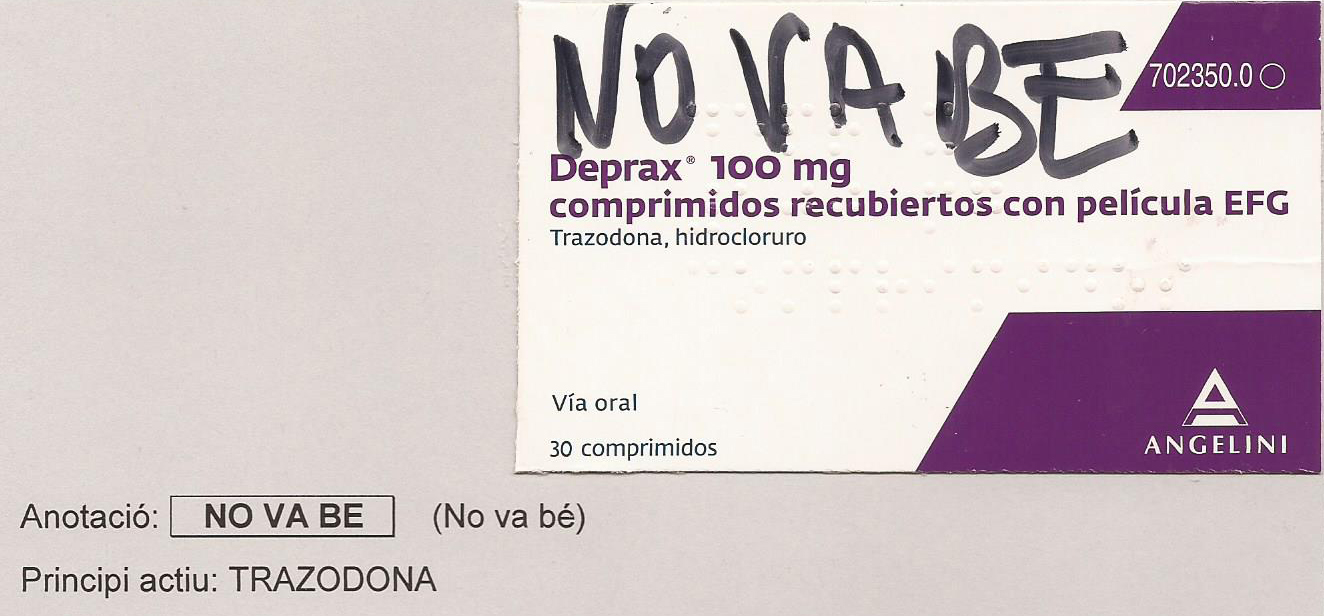 NO VA BE
702350.0
Deprax® 100 mg
comprimidos recubiertos con película EFG
Trazodona, hidrocloruro
Vía oral
30 comprimidos
ANGELINI
Anotació: NO VA BE (No va bé)
Principi actiu: TRAZODONA